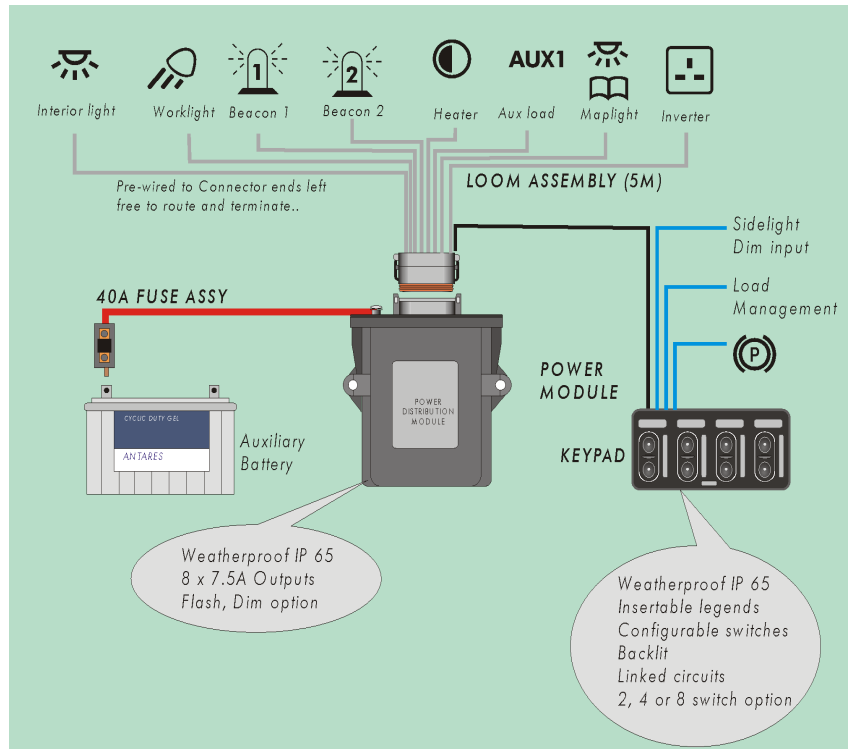 1
2
AUX1
Interior light
Worklight
Beacon 1
Beacon 2
Heater
Aux load
Maplight
Inverter
Pre-wired to Connector ends left
free to route and terminate..
LOOM ASSEMBLY (5M)
Sidelight
Dim input
40A FUSE ASSY
Load
Management
P
POWER
MODULE
POWER
DISTRIBUTION
MODULE
CYCLIC DUTY GEL
ANTARES
Auxiliary
Battery
KEYPAD
Weatherproof IP 65
8 x 7.5A Outputs
Flash, Dim option
Weatherproof IP 65
Insertable legends
Configurable switches
Backlit
Linked circuits
2, 4 or 8 switch option